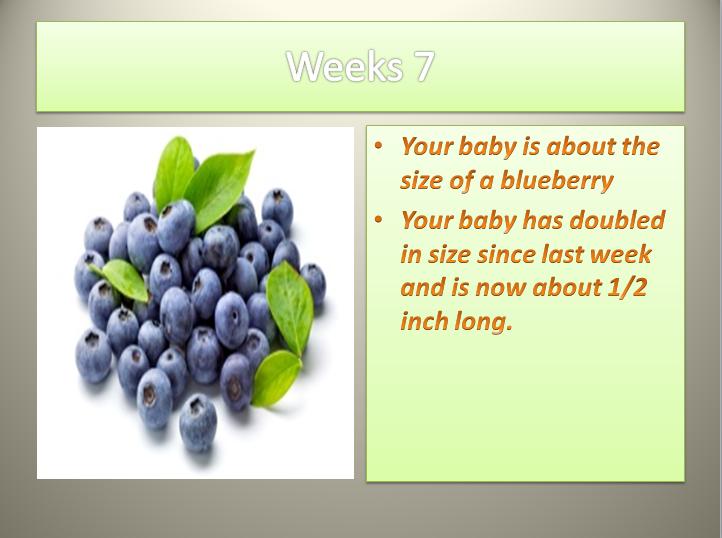 Weeks 7
• Your baby is about the
size of a blueberry
• Your baby has doubled
in size since last week
and is now about 1/2
inch long.